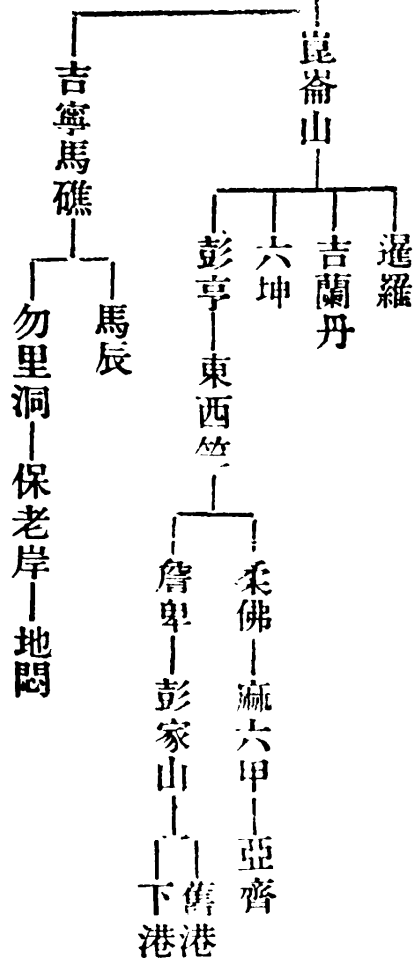 崑崙山
暹羅
吉蘭丹
六坤
彭亨
東西竺
柔佛
麻六甲
亞齊
詹卑
彭家山
舊港
下港
吉寧馬礁
馬辰
勿里洞
保老岸
地悶